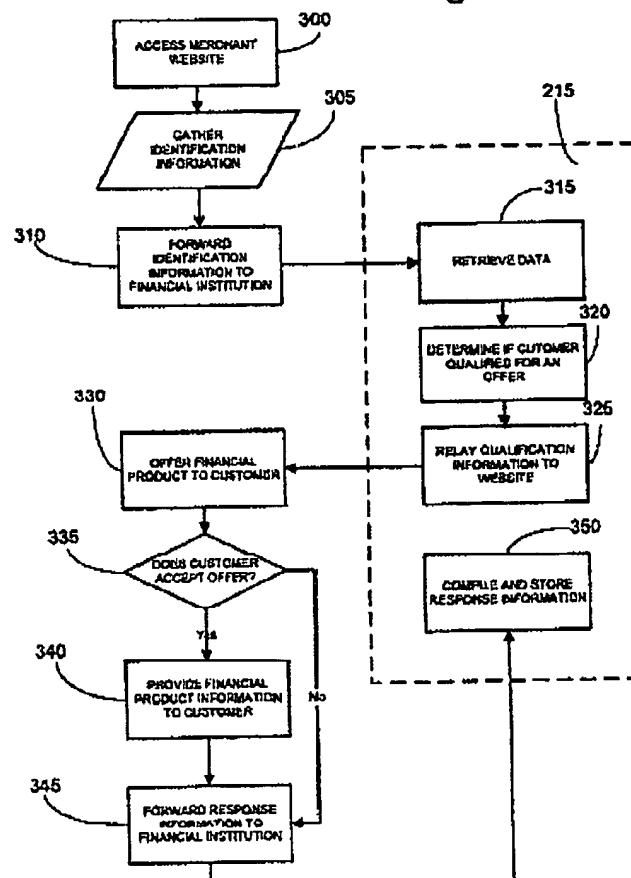 300
ACCESS MERCHANT
WEBSITE
305
GATHER
IDENTIFICATION
INFORMATION
215
310
FORWARD
IDENTIFICATION
INFORMATION TO
FINANCIAL INSTITUTION
315
RETRIEVE DATA
320
DETERMINE IF CUTOMER
QUALIFIED FOR AN
OFFER
325
RELAY QUALIFICATION
INFORMATION TO
WEBSITE
330
OFFER FINANCIAL
PRODUCT TO CUSTOMER
335
DOES CUSTOMER
ACCEPT OFFER?
350
COMPILE AND STORE
RESPONSE INFORMATION
Yes
No
340
PROVIDE FINANCIAL
PRODUCT INFORMATION
TO CUSTOMER
345
FORWARD RESPONSE
INFORMATION TO
FINANCIAL INSTITUTION